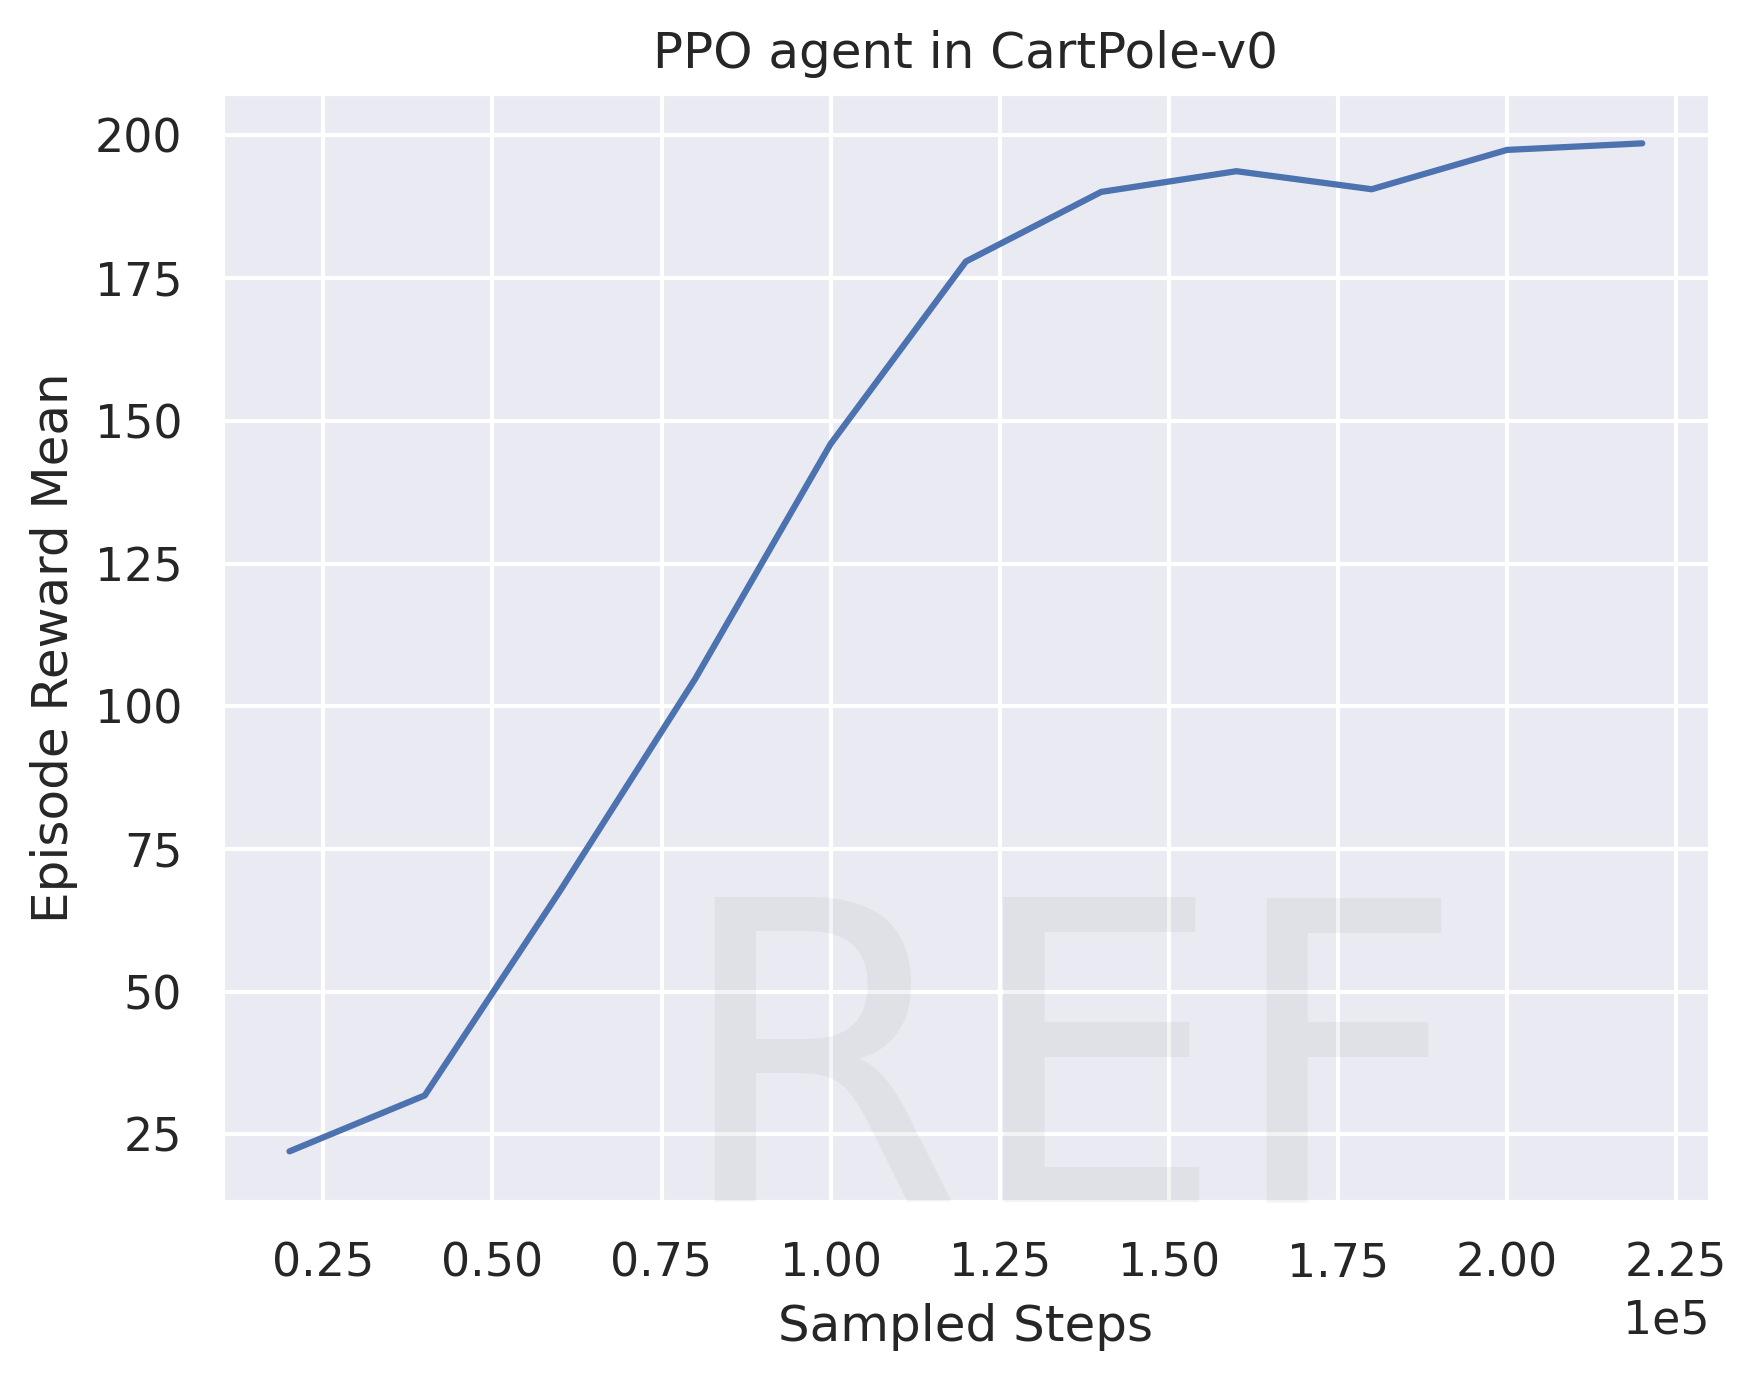 PPO agent in CartPole-v0
200
175
150
125
100
75
50
25
Episode Reward Mean
REF
0.25 0.50 0.75 1.00 1.25 1.50 1.75 2.00 2.25
1e5
Sampled Steps